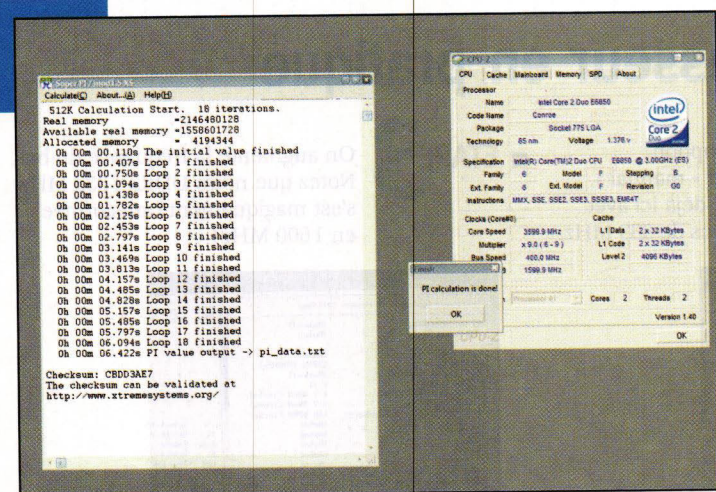 Super PI / mod1.5 XS
Calculate(C) About...(A) Help(H)
512K Calculation Start. 18 iterations.
Real memory =2146480128
Available real memory =1558601728
Allocated memory = 4194344
0h 00m 00.110s The initial value finished
0h 00m 00.407s Loop 1 finished
0h 00m 00.750s Loop 2 finished
0h 00m 01.094s Loop 3 finished
0h 00m 01.438s Loop 4 finished
0h 00m 01.782s Loop 5 finished
0h 00m 02.125s Loop 6 finished
0h 00m 02.453s Loop 7 finished
0h 00m 02.797s Loop 8 finished
0h 00m 03.141s Loop 9 finished
0h 00m 03.469s Loop 10 finished
0h 00m 03.813s Loop 11 finished
0h 00m 04.157s Loop 12 finished
0h 00m 04.485s Loop 13 finished
0h 00m 04.828s Loop 14 finished
0h 00m 05.157s Loop 15 finished
0h 00m 05.485s Loop 16 finished
0h 00m 05.797s Loop 17 finished
0h 00m 06.094s Loop 18 finished
0h 00m 06.422s PI value output -> pi_data.txt
Checksum: CBDD3AE7
The checksum can be validated at
http://www.xtremesystems.org/
Finish
PI calculation is done!
OK
CPU-Z
CPU Cache Mainboard Memory SPD About
Processor
Name Intel Core 2 Duo E6850
Code Name Conroe
Package Socket 775 LGA
Technology 65 nm Voltage 1.376 v
intel
Core 2
Duo
Specification Intel(R) Core(TM)2 Duo CPU E6850 @ 3.00GHz (ES)
Family 6 Model F Stepping B
Ext. Family 6 Ext. Model F Revision G0
Instructions MMX, SSE, SSE2, SSE3, SSSE3, EM64T
Clocks (Core#0) Cache
Core Speed 3599.9 MHz L1 Data 2 x 32 KBytes
Multiplier x 9.0 ( 6 - 9 ) L1 Code 2 x 32 KBytes
Bus Speed 400.0 MHz Level 2 4096 KBytes
1599.9 MHz
Processor #1 Cores 2 Threads 2
Version 1.40
CPU-Z OK